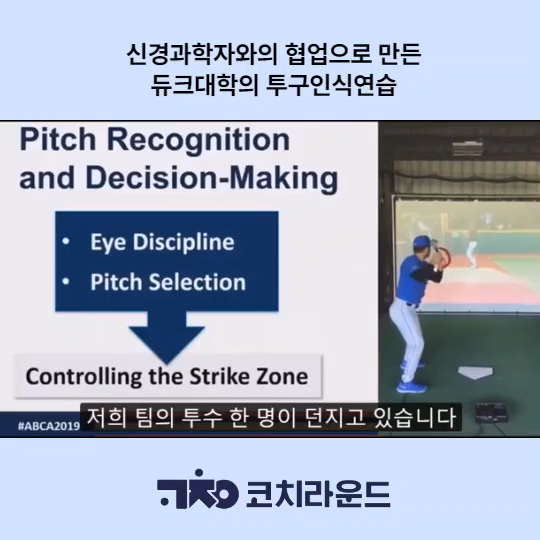 신경과학자와의 협업으로 만든
듀크대학의 투구인식연습
Pitch Recognition
and Decision-Making
• Eye Discipline
• Pitch Selection
Controlling the Strike Zone
#ABCA2019
저희 팀의 투수 한 명이 던지고 있습니다
코치라운드